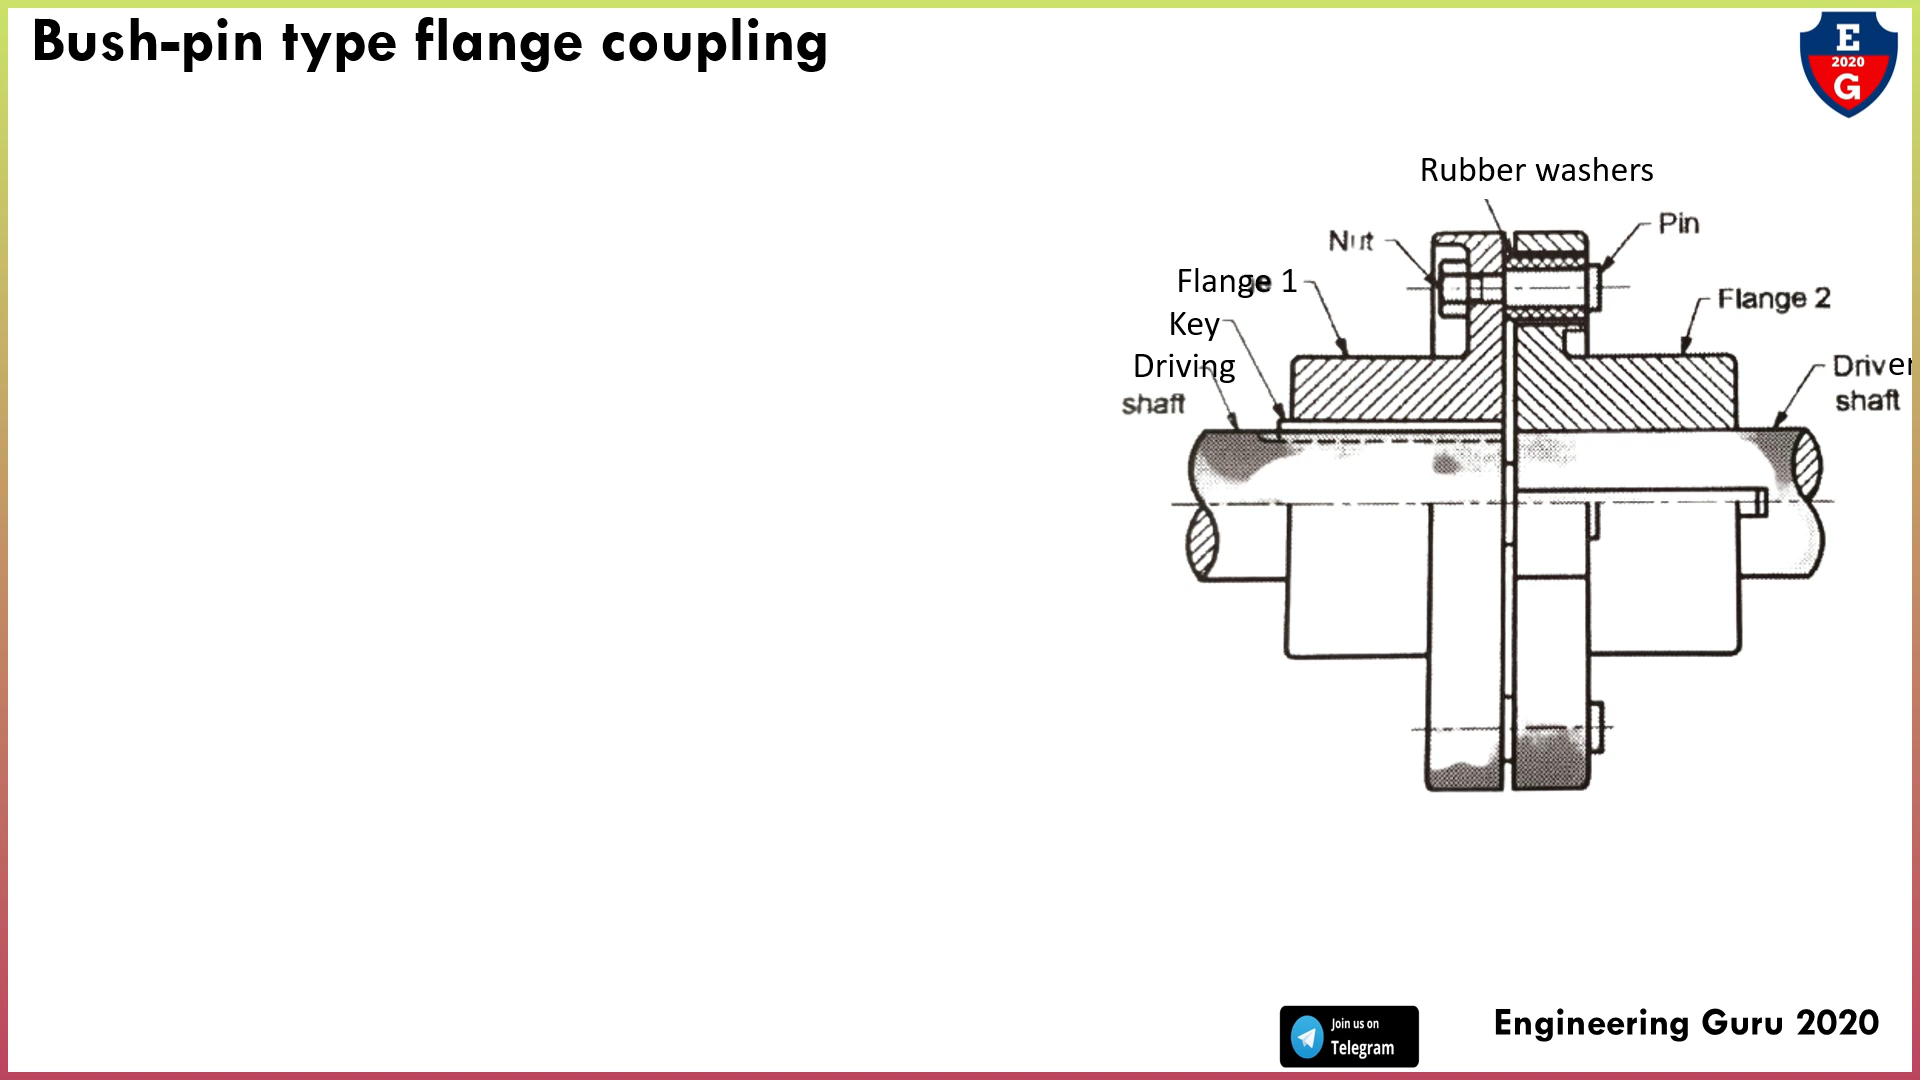 Bush-pin type flange coupling
E
2020
G
Rubber washers
Pin
Nut
Flange 1
Flange 2
Key
Driving
shaft
Driven
shaft
Join us on
Telegram
Engineering Guru 2020